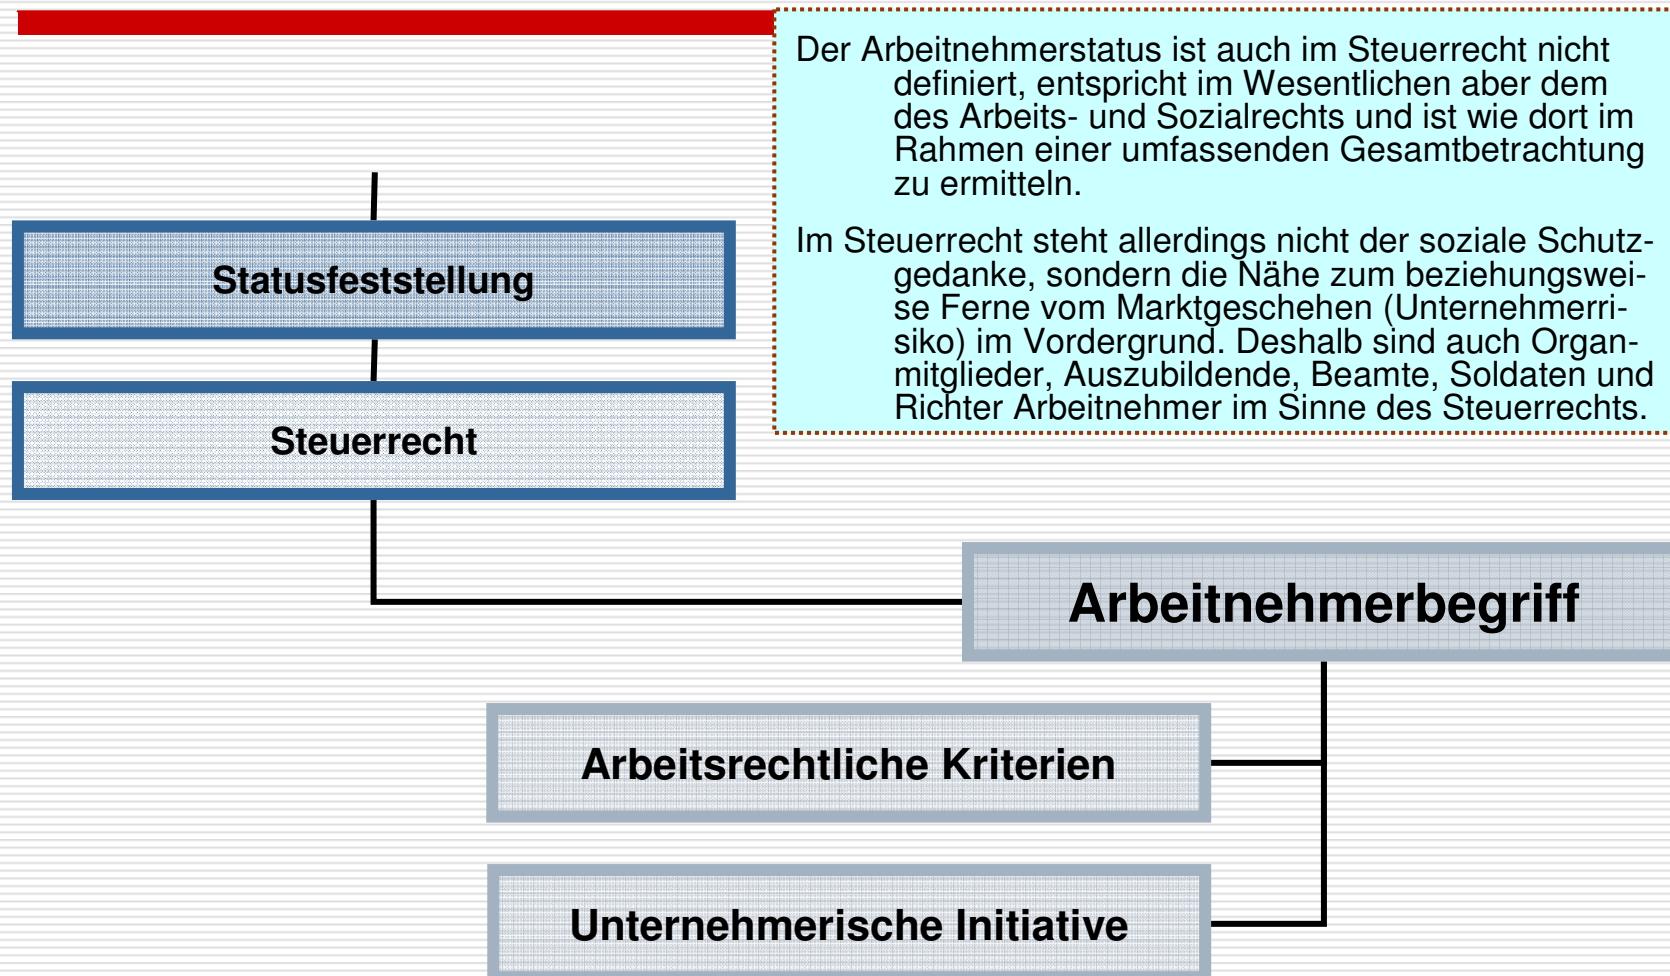 Der Arbeitnehmerstatus ist auch im Steuerrecht nicht
definiert, entspricht im Wesentlichen aber dem
des Arbeits- und Sozialrechts und ist wie dort im
Rahmen einer umfassenden Gesamtbetrachtung
zu ermitteln.
Im Steuerrecht steht allerdings nicht der soziale Schutz-
gedanke, sondern die Nähe zum beziehungswei-
se Ferne vom Marktgeschehen (Unternehmerri-
siko) im Vordergrund. Deshalb sind auch Organ-
mitglieder, Auszubildende, Beamte, Soldaten und
Richter Arbeitnehmer im Sinne des Steuerrechts.
Statusfeststellung
Steuerrecht
Arbeitnehmerbegriff
Arbeitsrechtliche Kriterien
Unternehmerische Initiative